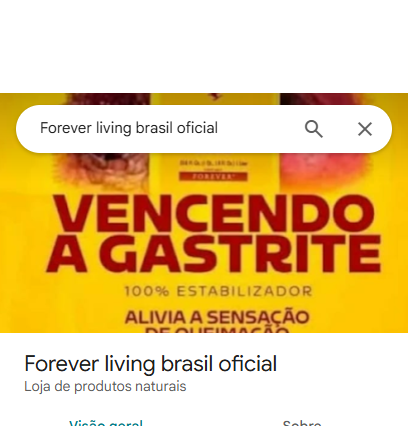 Forever living brasil oficial
FOREVER
VENCENDO
A GASTRITE
100% ESTABILIZADOR
ALIVIA A SENSAÇÃO
DE QUEIMAÇÃO
Forever living brasil oficial
Loja de produtos naturais
Visão geral
Sobre